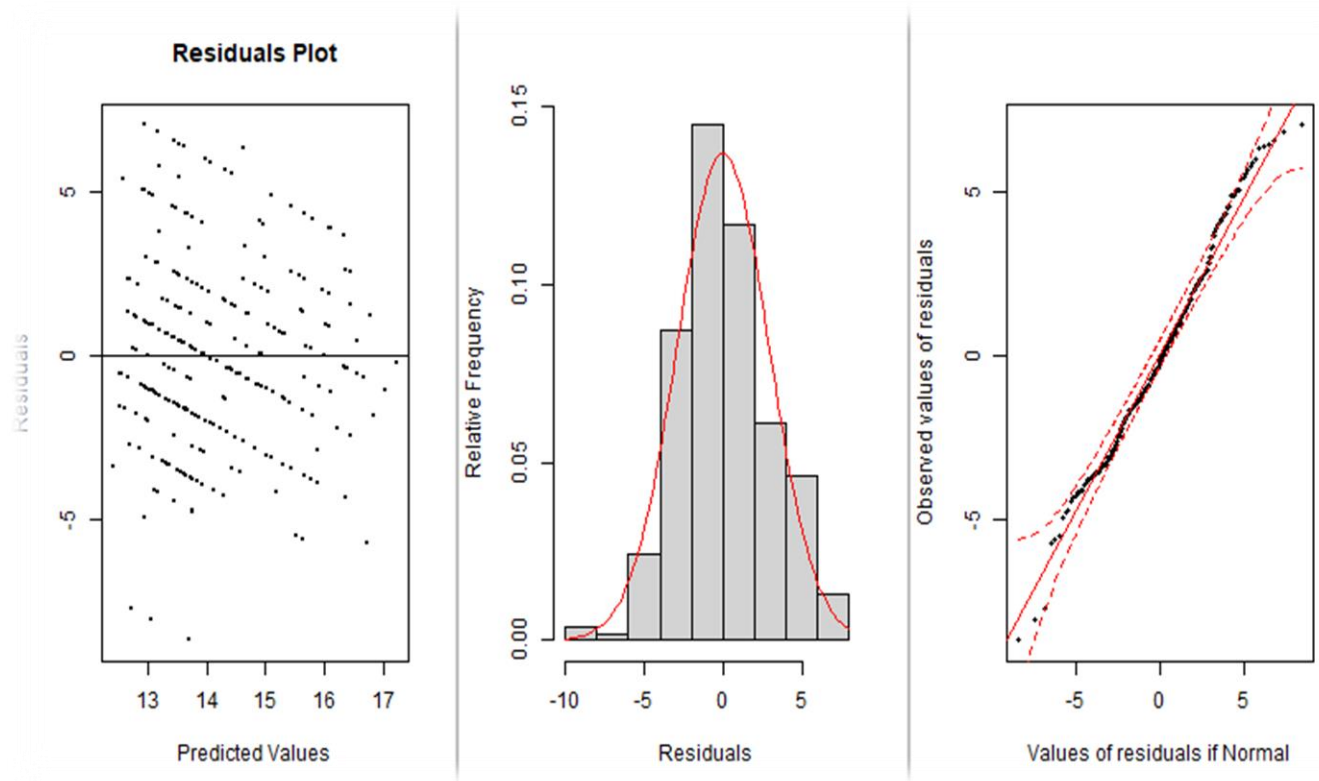 Residuals Plot
Residuals
5
0
-5
13 14 15 16 17
Predicted Values
Relative Frequency
0.15
0.10
0.05
0.00
-10 -5 0 5
Residuals
Observed values of residuals
5
0
-5
-5 0 5
Values of residuals if Normal